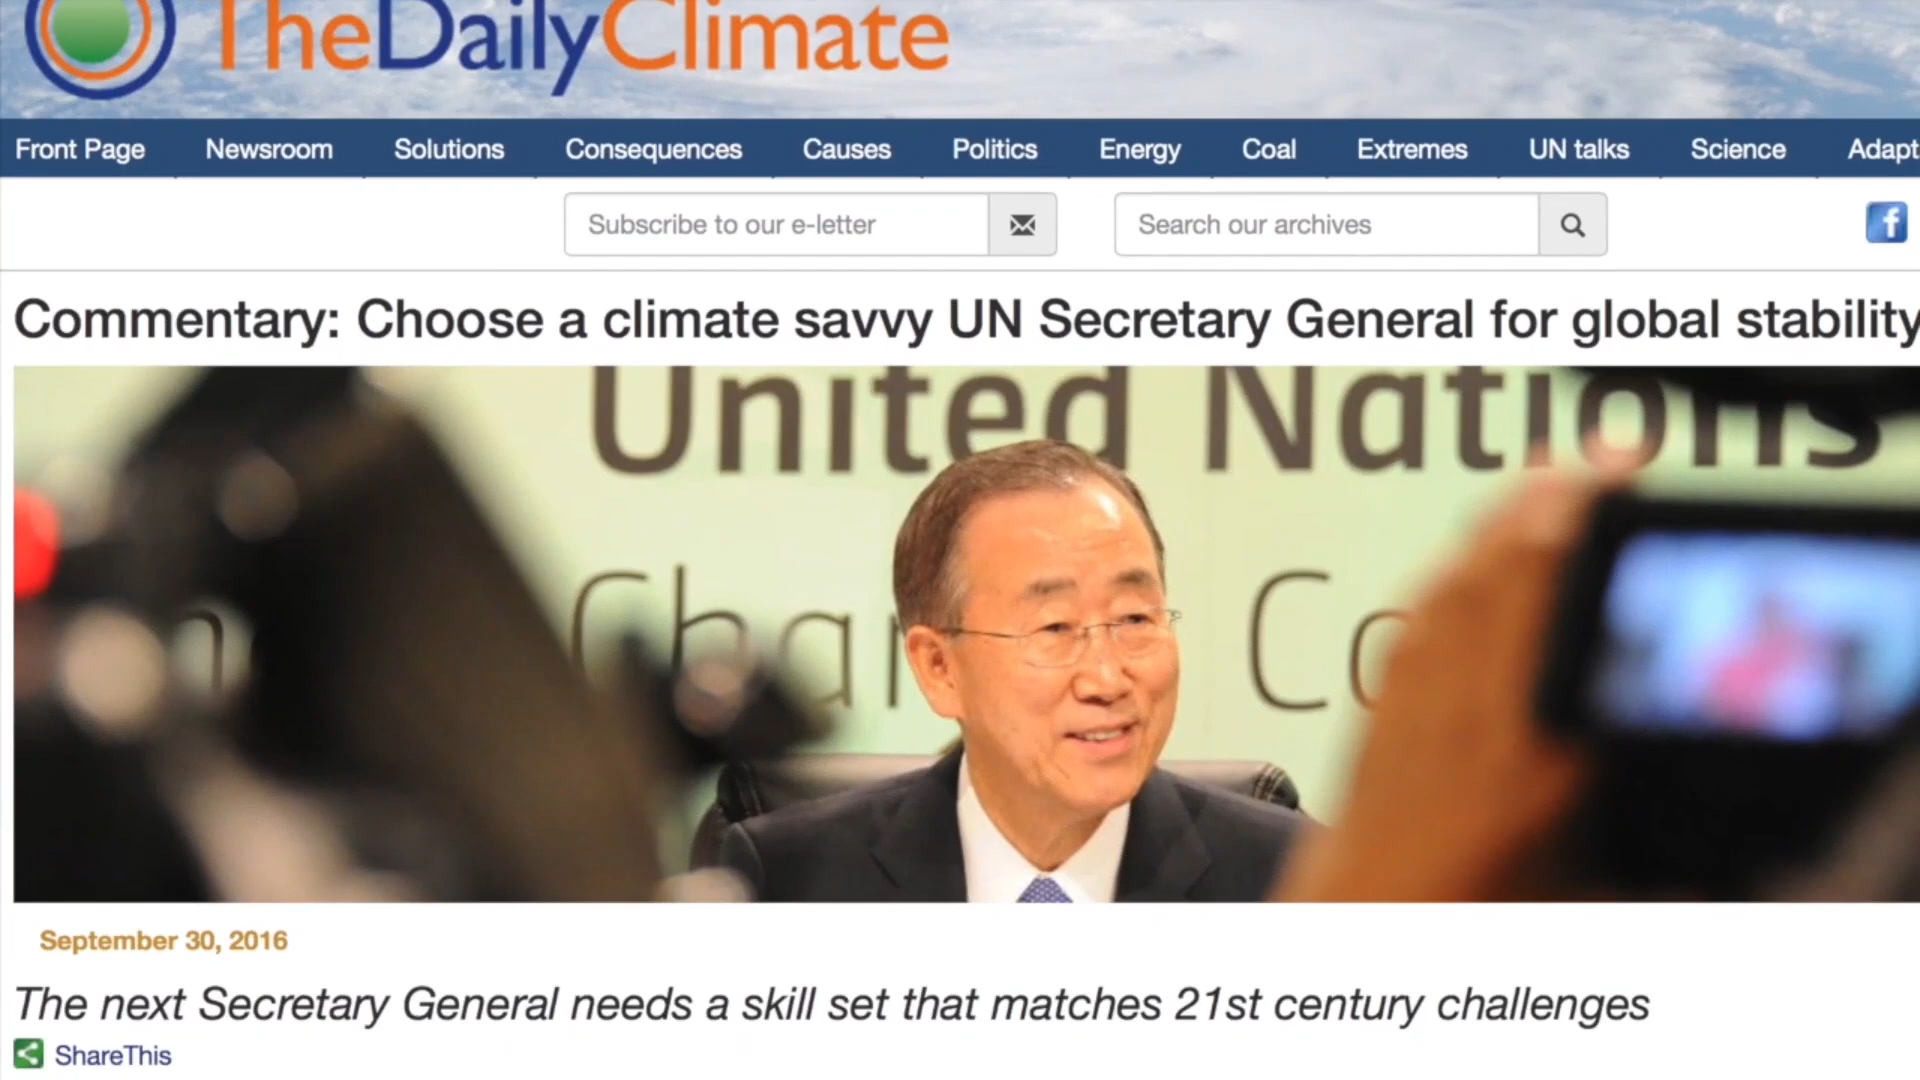 TheDailyClimate
Front Page Newsroom Solutions Consequences Causes Politics Energy Coal Extremes UN talks Science Adapt
Subscribe to our e-letter Search our archives f
Commentary: Choose a climate savvy UN Secretary General for global stability
United Nations
September 30, 2016
The next Secretary General needs a skill set that matches 21st century challenges
ShareThis